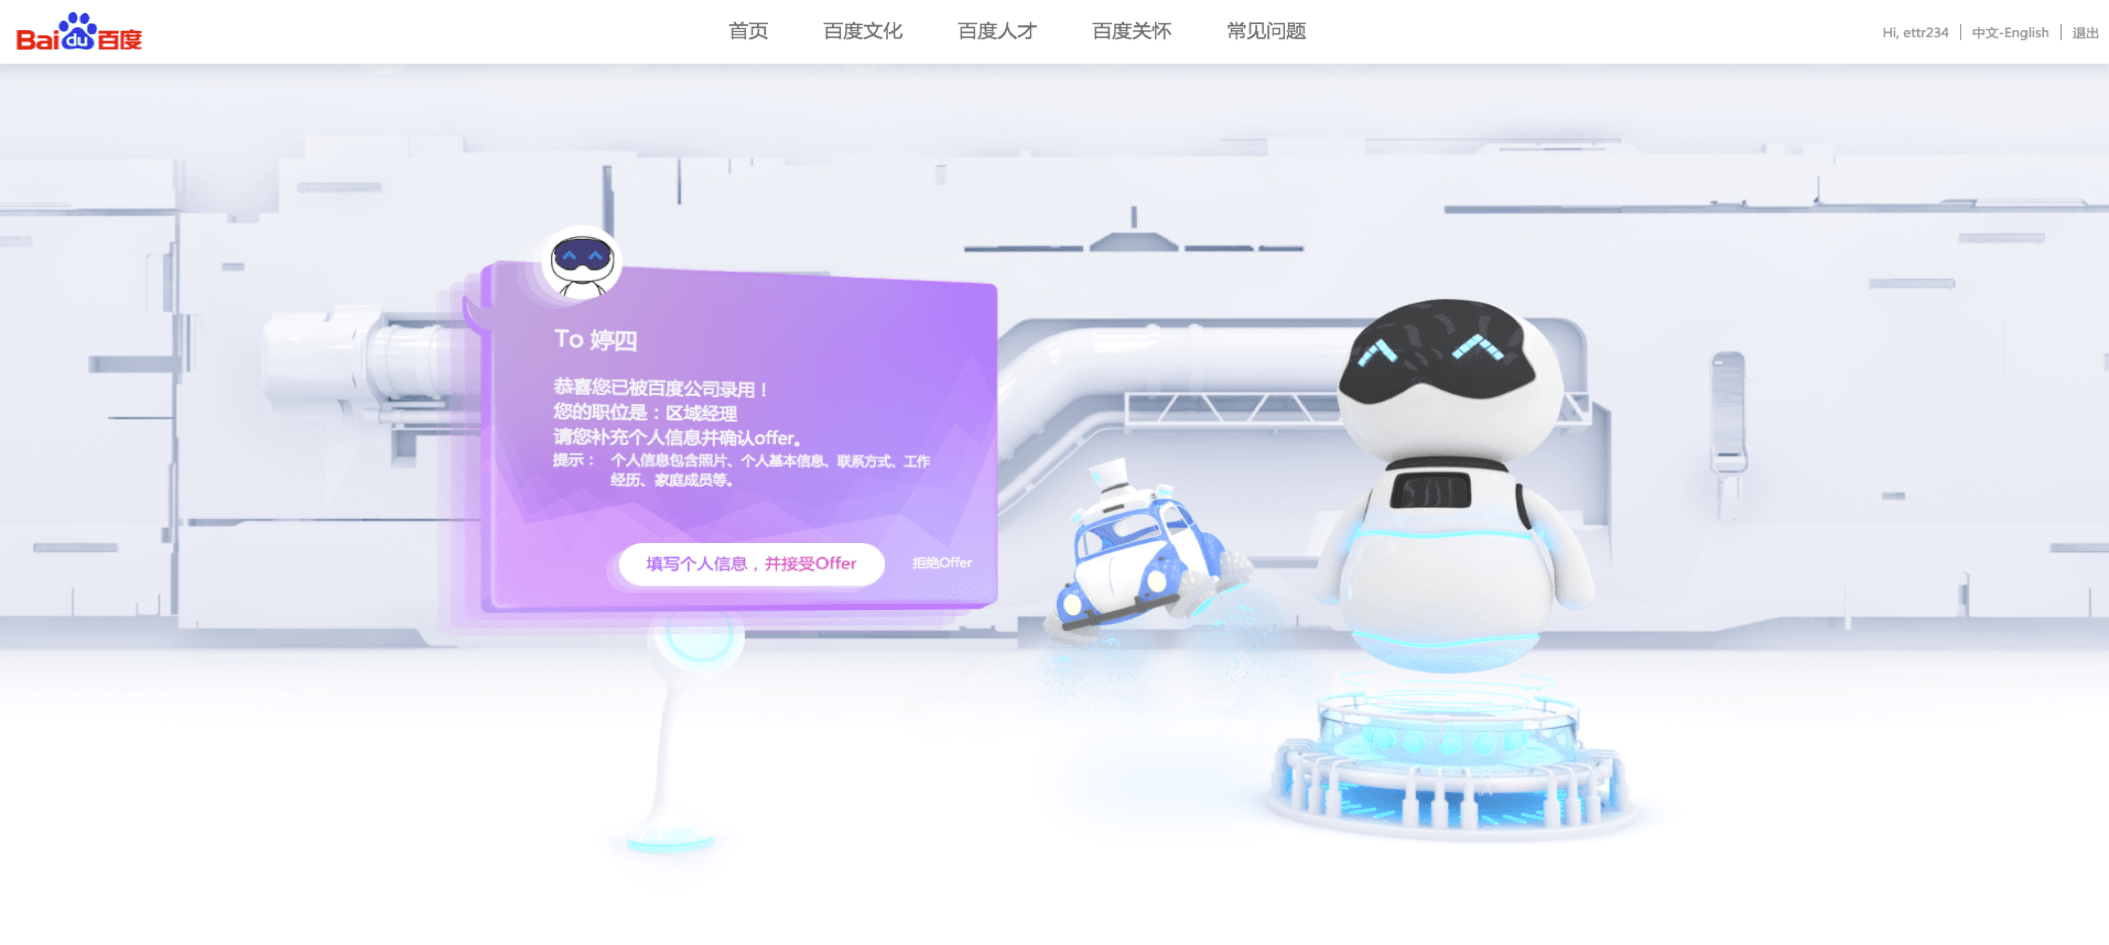 Baidu百度
首页 百度文化 百度人才 百度关怀 常见问题
Hi, ettr234 | 中文-English | 退出
To 婷四
恭喜您已被百度公司录用！
您的职位是：区域经理
请您补充个人信息并确认offer。
提示： 个人信息包含照片、个人基本信息、联系方式、工作
经历、家庭成员等。
填写个人信息，并接受Offer 拒绝Offer